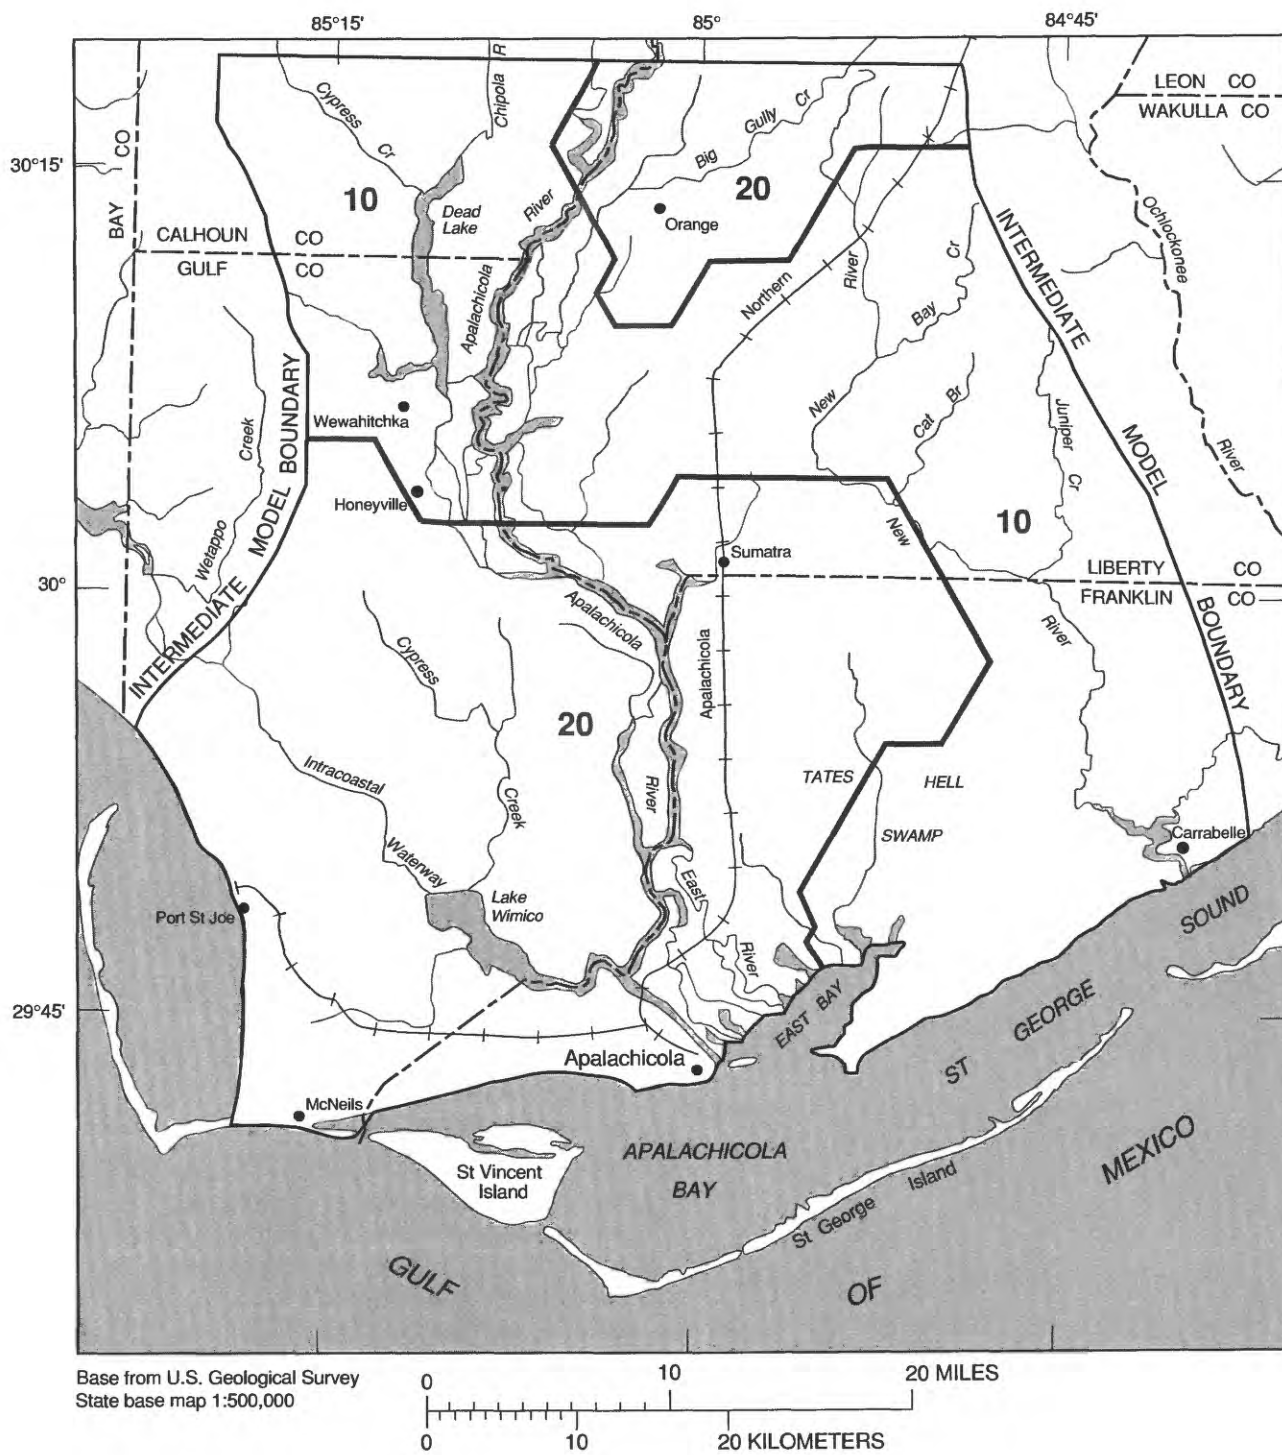 85°15'
85°
84°45'
30°15'
30°
29°45'
LEON CO
WAKULLA CO
BAY CO
CALHOUN CO
GULF CO
LIBERTY CO
FRANKLIN CO
Cypress Cr
Chipola R
Dead
Lake
Apalachicola River
Big Gully Cr
10
20
Orange
Northern
River
Bay Cr
New
Cat Br
Juniper Cr
Ochlockonee
River
INTERMEDIATE MODEL BOUNDARY
INTERMEDIATE MODEL BOUNDARY
Wewahitchka
Honeyville
Wetappo Creek
10
New
River
Sumatra
Apalachicola
Apalachicola
River
Cypress
Creek
20
TATES HELL
SWAMP
Intracoastal
Waterway
Lake
Wimico
East
River
Port St Joe
Carrabelle
McNeils
Apalachicola
EAST BAY
ST GEORGE SOUND
St Vincent
Island
APALACHICOLA
BAY
St George Island
GULF OF MEXICO
Base from U.S. Geological Survey
State base map 1:500,000
0 10 20 MILES
0 10 20 KILOMETERS